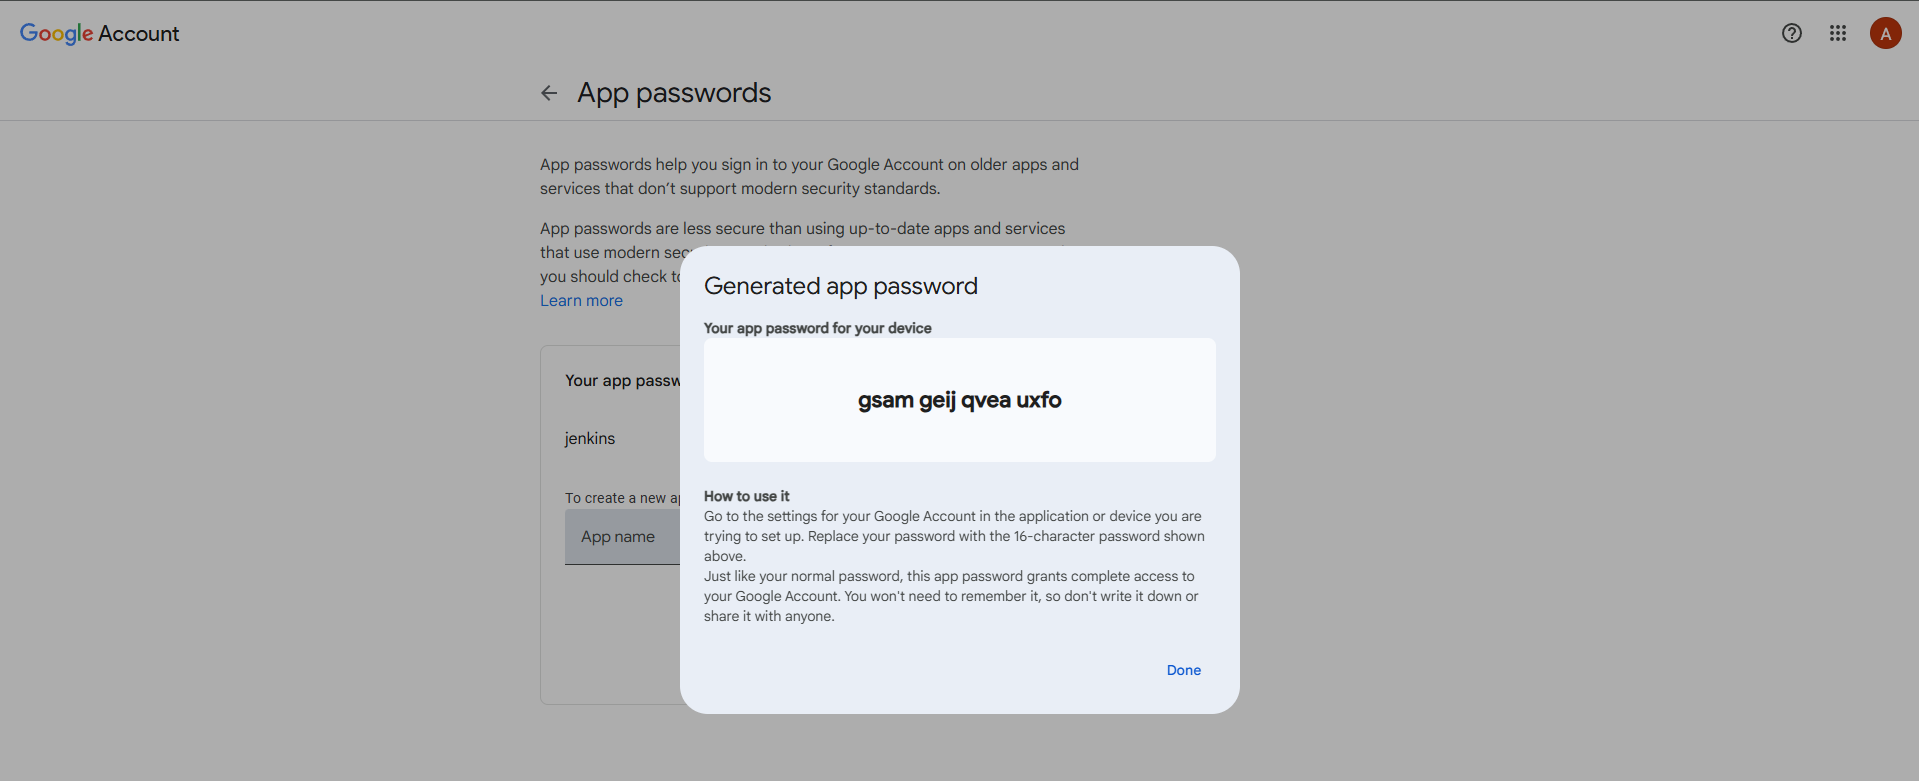 Google Account
A
App passwords
App passwords help you sign in to your Google Account on older apps and
services that don't support modern security standards.
App passwords are less secure than using up-to-date apps and services
that use modern
you should check
Learn more
Your app
jenkins
To create a new
App name
Generated app password
Your app password for your device
gsam geij qvea uxfo
How to use it
Go to the settings for your Google Account in the application or device you are
trying to set up. Replace your password with the 16-character password shown
above.
Just like your normal password, this app password grants complete access to
your Google Account. You won't need to remember it, so don't write it down or
share it with anyone.
Done